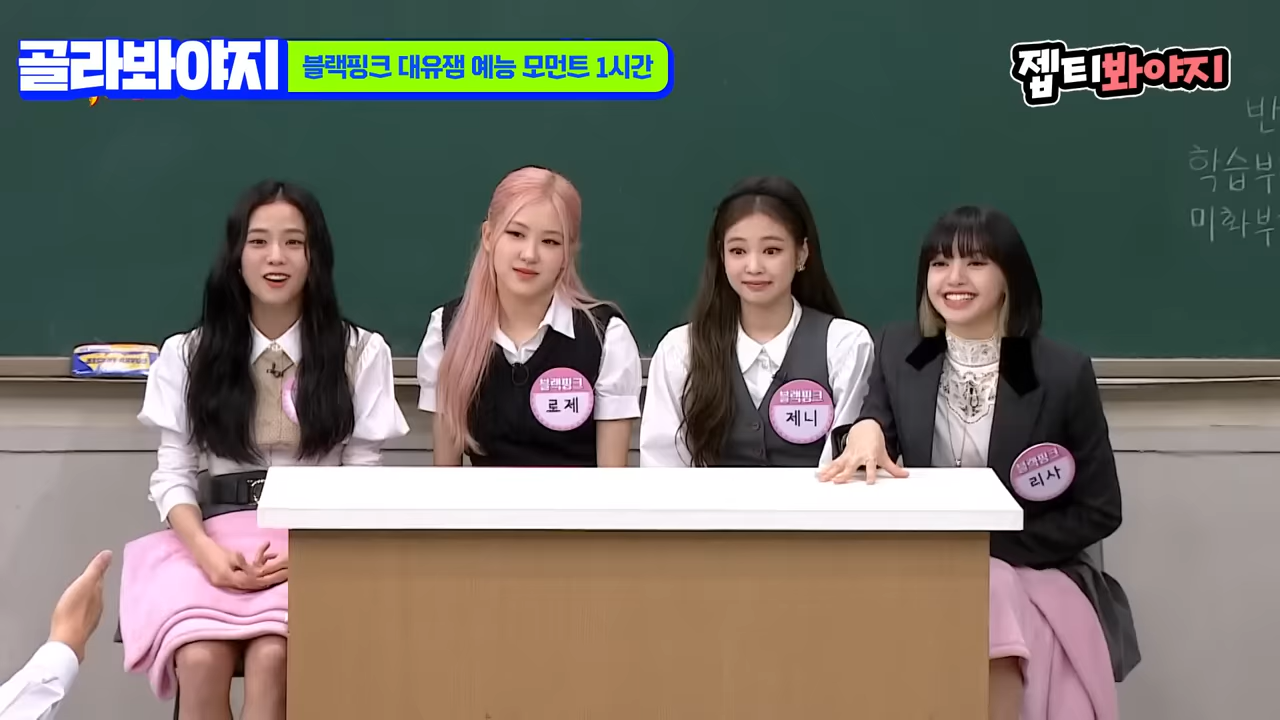 골라봐야지
블랙핑크 대유잼 예능 모먼트 1시간
젭티봐야지
반
학습부
미화부
블랙핑크
로제
블랙핑크
제니
블랙핑크
리사